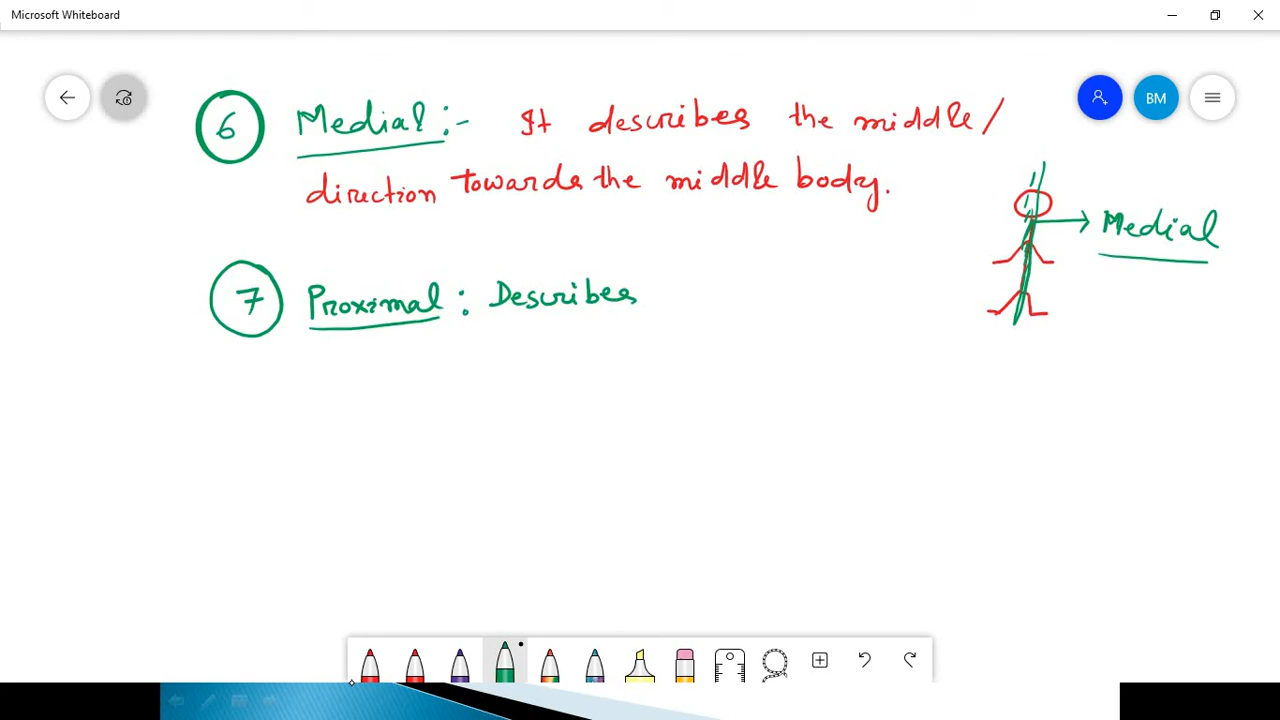 Microsoft Whiteboard
BM
6 Medial :- It describes the middle/
direction towards the middle body.
Medial
7 Proximal : Describes